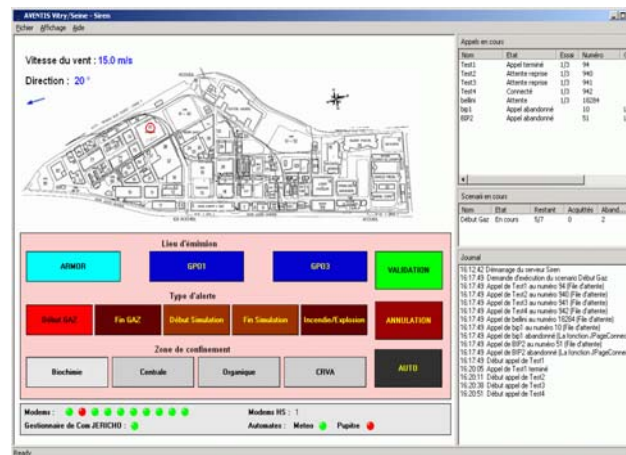 AVENTIS Vitry/Seine - Siren
Fichier Affichage Aide
Vitesse du vent : 15.0 m/s
Direction : 20 °
Lieu d'émission
ARMOR GPO1 GPO3 VALIDATION
Type d'alerte
Début GAZ Fin GAZ Début Simulation Fin Simulation Incendie/Explosion ANNULATION
Zone de confinement
Biochimie Centrale Organique CRVA AUTO
Modems : Modems HS : 1
Gestionnaire de Com JERICHO : Automates : Meteo Pupitre
Ready
Appels en cours
Nom Etat Essai Numéro
Test1 Appel terminé 1/3 94
Test2 Attente reprise 1/3 940
Test3 Attente reprise 1/3 941
Test4 Connecté 1/3 942
bellini Attente 1/3 18284
bip1 Appel abandonné 10
BIP2 Appel abandonné 51
Scenarii en cours
Nom Etat Restant Acquittés Aband...
Début Gaz En cours 5/7 0 2
Journal
16:12:42 Démarrage du serveur Siren
16:17:49 Demande d'exécution du scenario Début Gaz
16:17:49 Appel de Test1 au numéro 94 (File d'attente)
16:17:49 Appel de Test2 au numéro 940 (File d'attente)
16:17:49 Appel de Test3 au numéro 941 (File d'attente)
16:17:49 Appel de Test4 au numéro 942 (File d'attente)
16:17:49 Appel de bellini au numéro 18284 (File d'attente)
16:17:49 Appel de bip1 au numéro 10 (File d'attente)
16:17:49 Appel de bip1 abandonné (La fonction JPageConnec
16:17:49 Appel de BIP2 au numéro 51 (File d'attente)
16:17:49 Appel de BIP2 abandonné (La fonction JPageConne
16:17:49 Début appel de Test1
16:20:05 Appel de Test1 terminé
16:20:11 Début appel de Test2
16:20:38 Début appel de Test3
16:20:51 Début appel de Test4